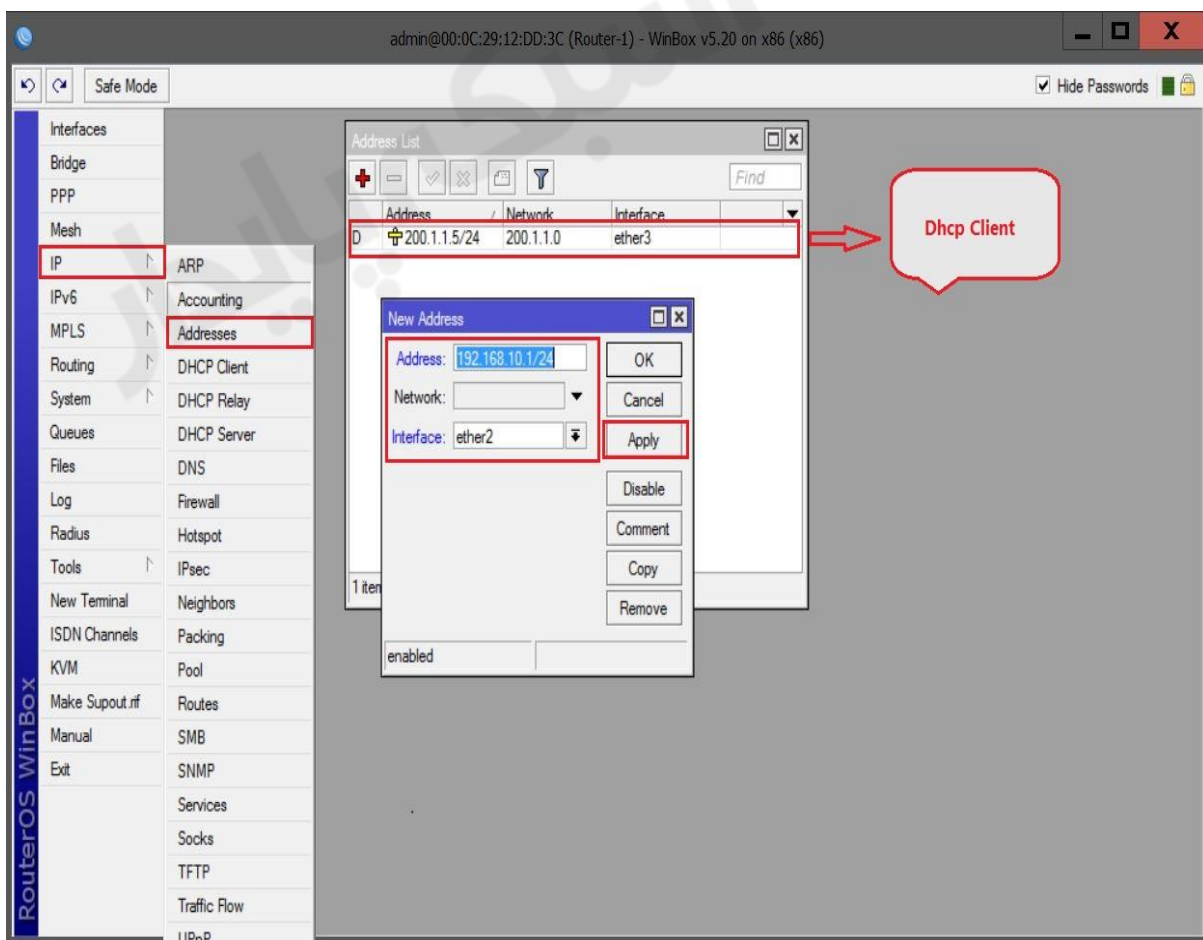 admin@00:0C:29:12:DD:3C (Router-1) - WinBox v5.20 on x86 (x86)
X
Safe Mode
Hide Passwords
Interfaces
Bridge
PPP
Mesh
IP
IPv6
MPLS
Routing
System
Queues
Files
Log
Radius
Tools
New Terminal
ISDN Channels
KVM
Make Supout.rif
Manual
Exit
RouterOS WinBox
ARP
Accounting
Addresses
DHCP Client
DHCP Relay
DHCP Server
DNS
Firewall
Hotspot
IPsec
Neighbors
Packing
Pool
Routes
SMB
SNMP
Services
Socks
TFTP
Traffic Flow
UPnP
Address List
Find
Address / Network Interface
D 200.1.1.5/24 200.1.1.0 ether3
Dhcp Client
New Address
Address: 192.168.10.1/24
Network:
Interface: ether2
OK
Cancel
Apply
Disable
Comment
Copy
Remove
enabled